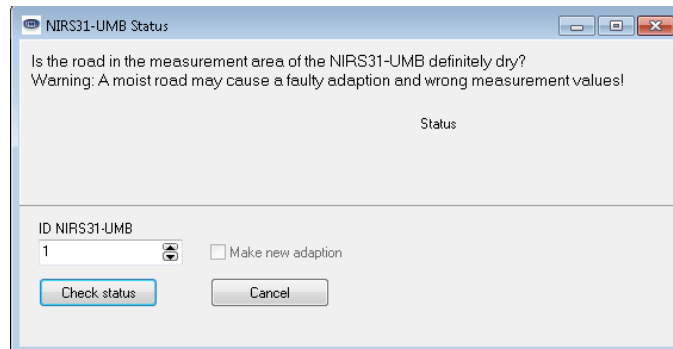 NIRS31-UMB Status
Is the road in the measurement area of the NIRS31-UMB definitely dry?
Warning: A moist road may cause a faulty adaption and wrong measurement values!
Status
ID NIRS31-UMB
1
Make new adaption
Check status
Cancel